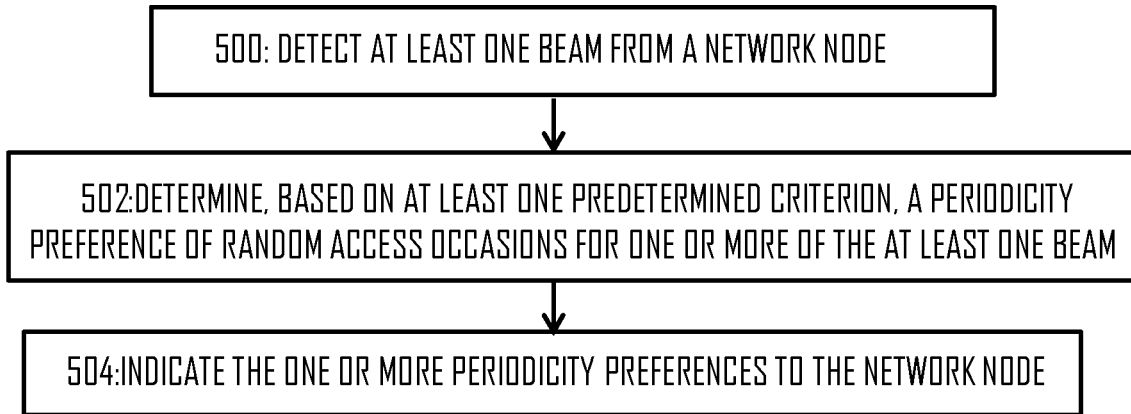 500: DETECT AT LEAST ONE BEAM FROM A NETWORK NODE
502:DETERMINE, BASED ON AT LEAST ONE PREDETERMINED CRITERION, A PERIODICITY
PREFERENCE OF RANDOM ACCESS OCCASIONS FOR ONE OR MORE OF THE AT LEAST ONE BEAM
504:INDICATE THE ONE OR MORE PERIODICITY PREFERENCES TO THE NETWORK NODE